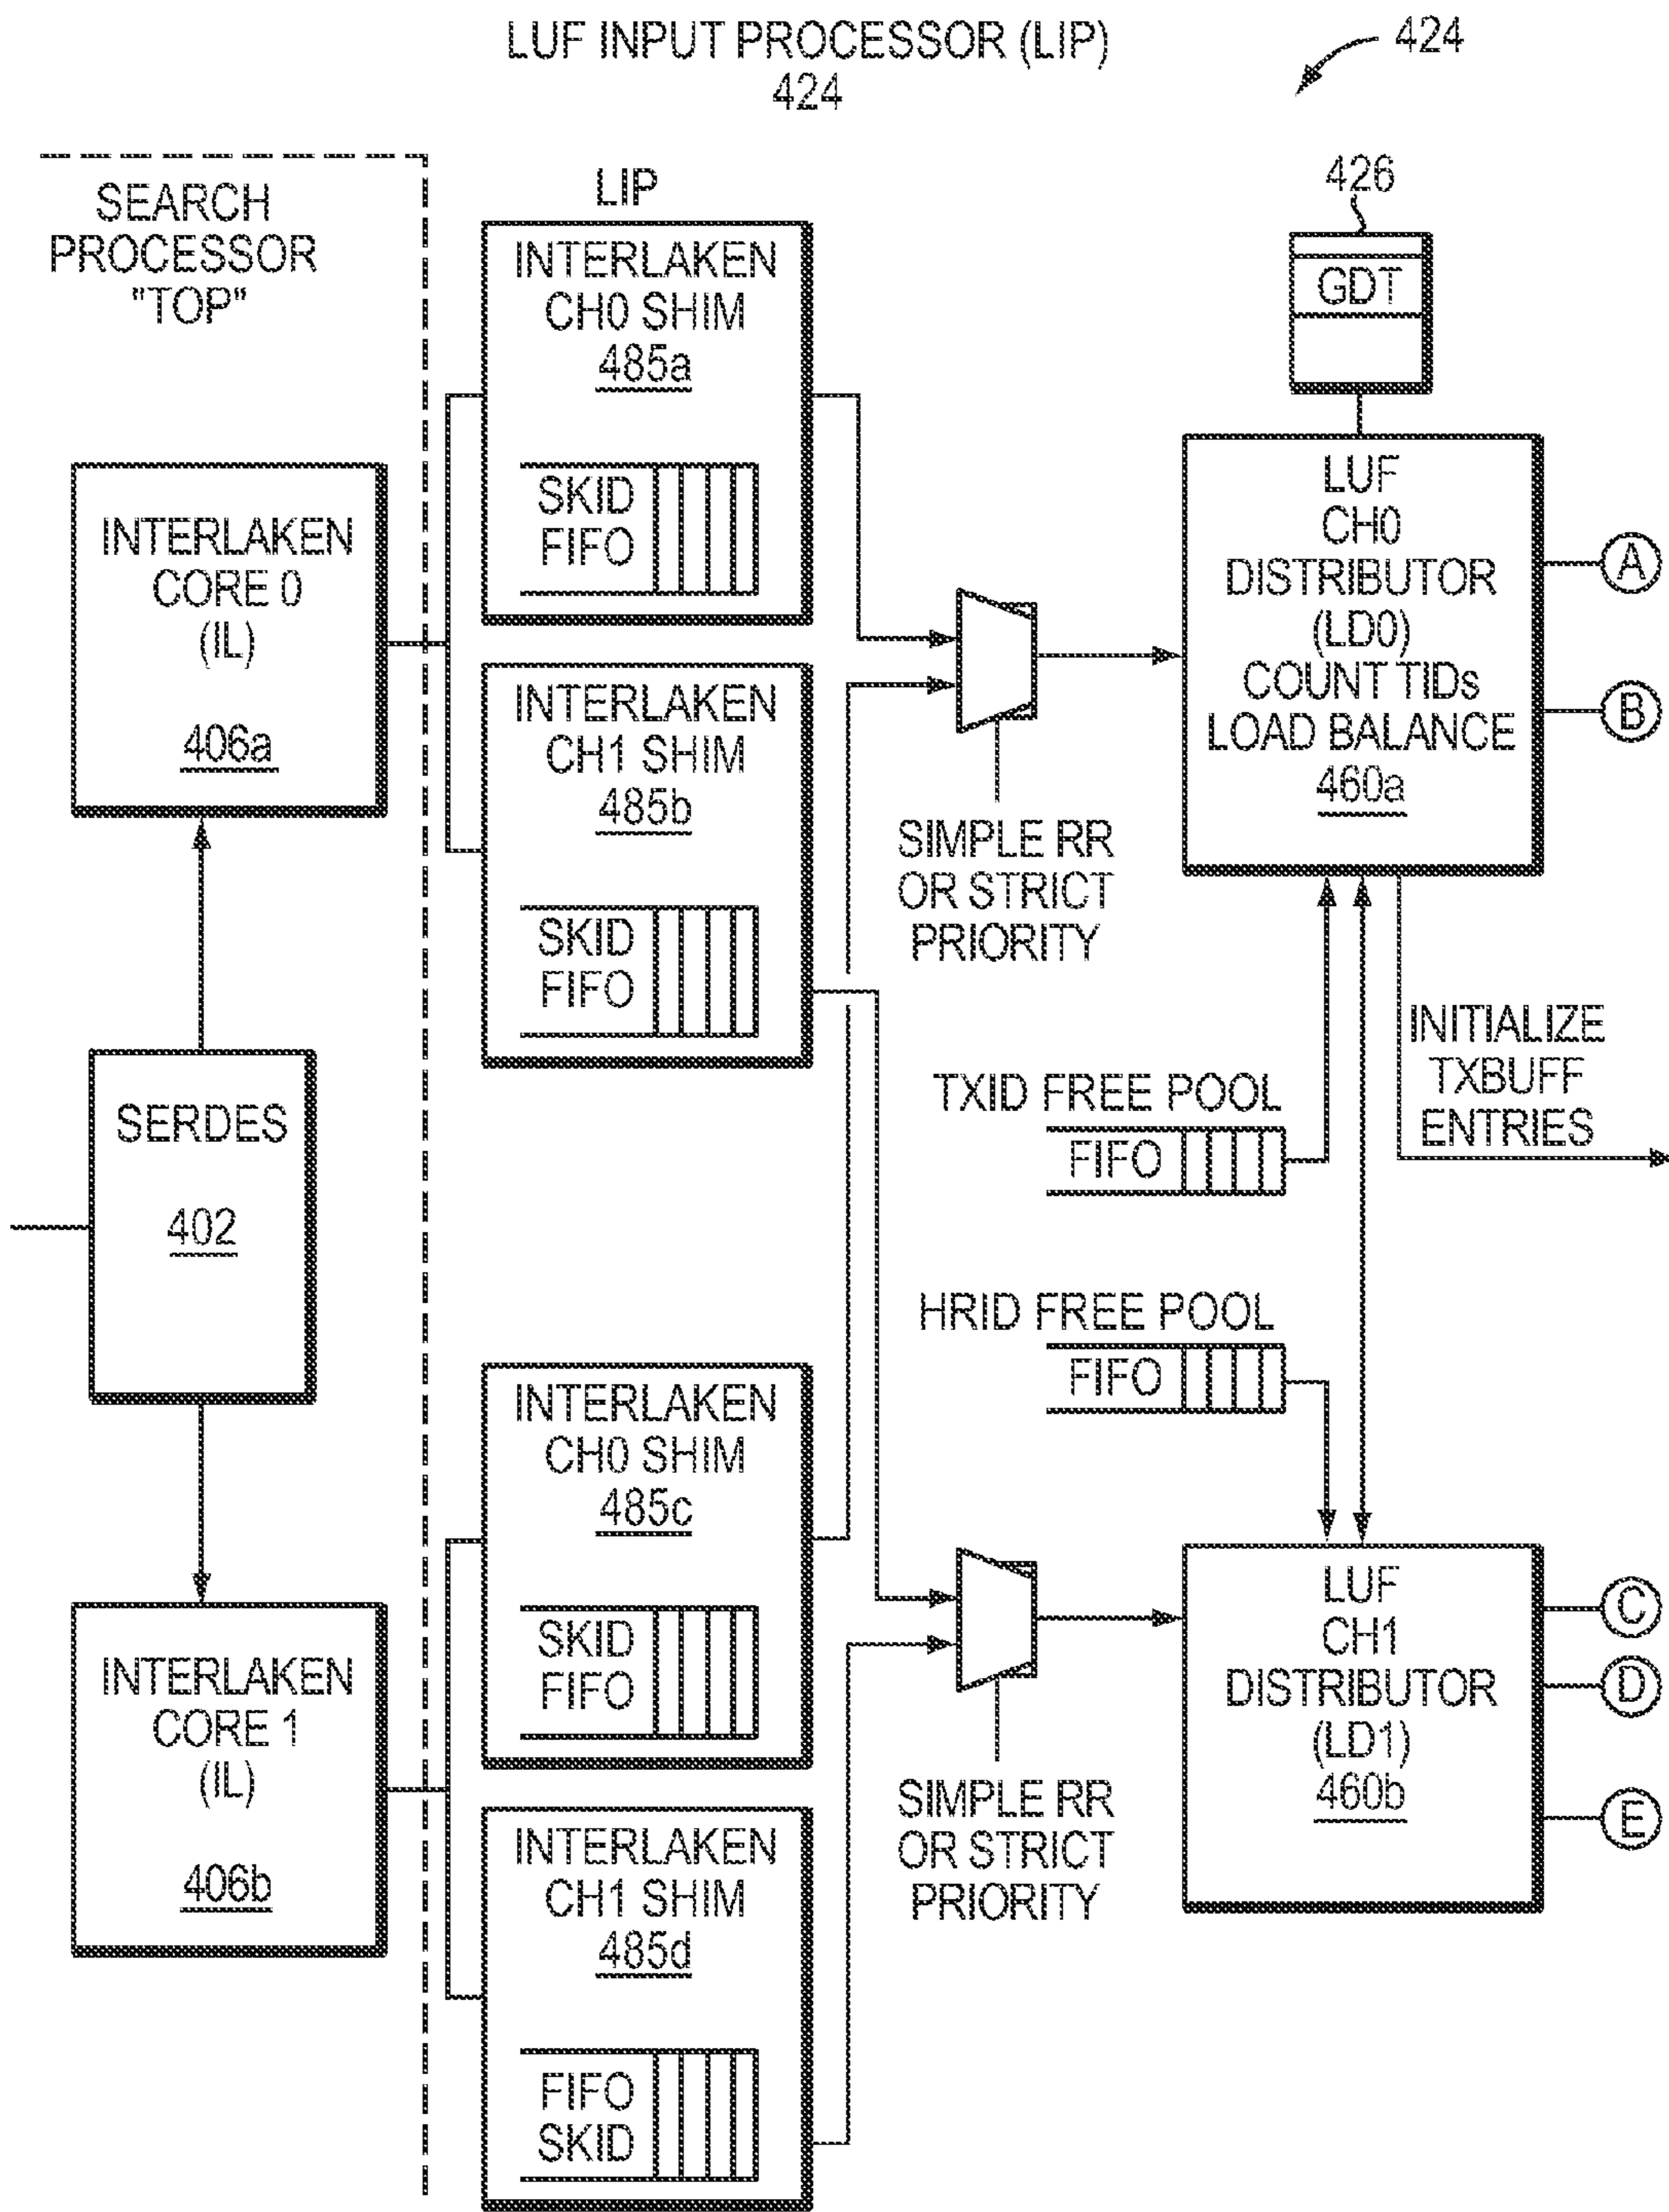 LUF INPUT PROCESSOR (LIP)
424
424
SEARCH
PROCESSOR
"TOP"
LIP
INTERLAKEN
CH0 SHIM
485a
SKID
FIFO
426
GDT
INTERLAKEN
CORE 0
(IL)
406a
LUF
CH0
DISTRIBUTOR
(LD0)
COUNT TIDs
LOAD BALANCE
460a
A
B
INTERLAKEN
CH1 SHIM
485b
SKID
FIFO
SIMPLE RR
OR STRICT
PRIORITY
SERDES
402
TXID FREE POOL
FIFO
INITIALIZE
TXBUFF
ENTRIES
HRID FREE POOL
FIFO
INTERLAKEN
CH0 SHIM
485c
SKID
FIFO
INTERLAKEN
CORE 1
(IL)
406b
LUF
CH1
DISTRIBUTOR
(LD1)
460b
C
D
E
SIMPLE RR
OR STRICT
PRIORITY
INTERLAKEN
CH1 SHIM
485d
FIFO
SKID